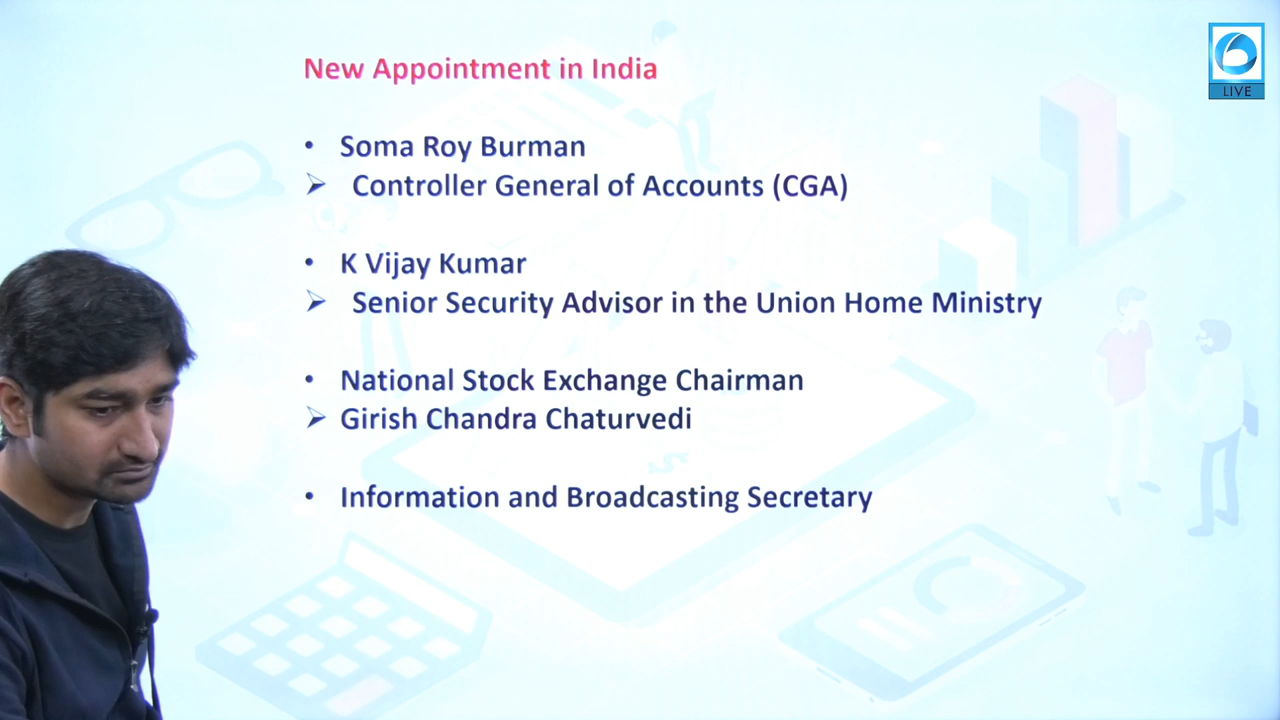 New Appointment in India
LIVE
• Soma Roy Burman
➢ Controller General of Accounts (CGA)
• K Vijay Kumar
➢ Senior Security Advisor in the Union Home Ministry
• National Stock Exchange Chairman
➢ Girish Chandra Chaturvedi
• Information and Broadcasting Secretary